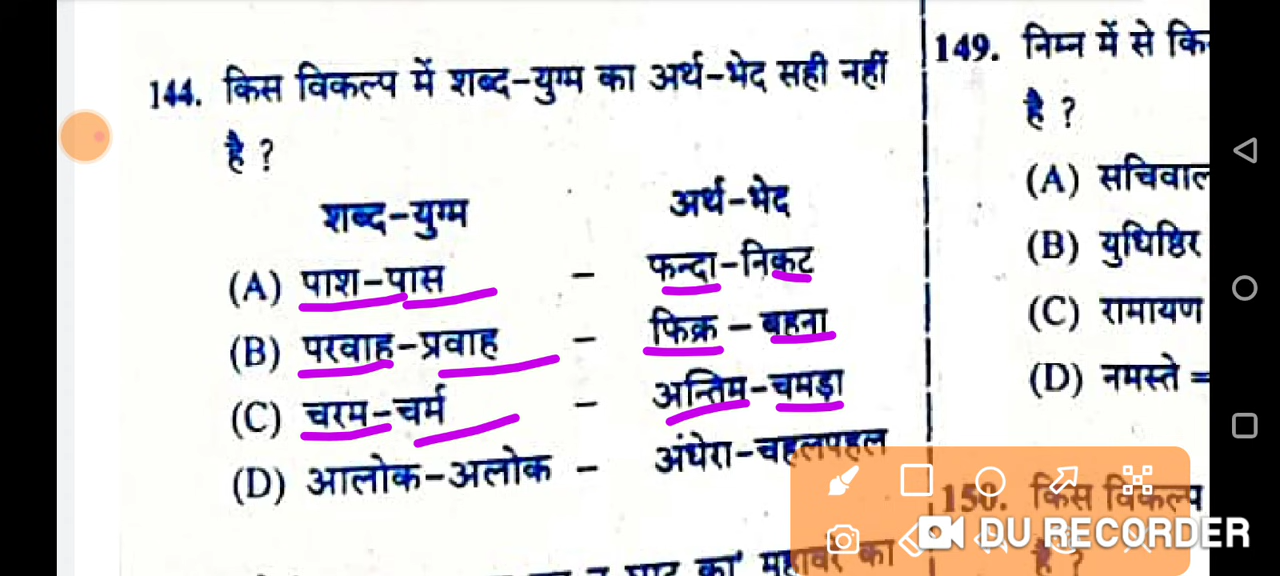 144. किस विकल्प में शब्द-युग्म का अर्थ-भेद सही नहीं
है ?
शब्द-युग्म अर्थ-भेद
(A) पाश-पास – फन्दा-निकट
(B) परवाह-प्रवाह – फिक्र – बहना
(C) चरम-चर्म – अन्तिम-चमड़ा
(D) आलोक-अलोक – अंधेरा-चहलपहल
का मुहावरे का
149. निम्न में से
है ?
(A)
(B) युधिष्ठिर
(C) रामायण
(D) नमस्ते =
150. किस विकल्प
है ?
DU RECORDER